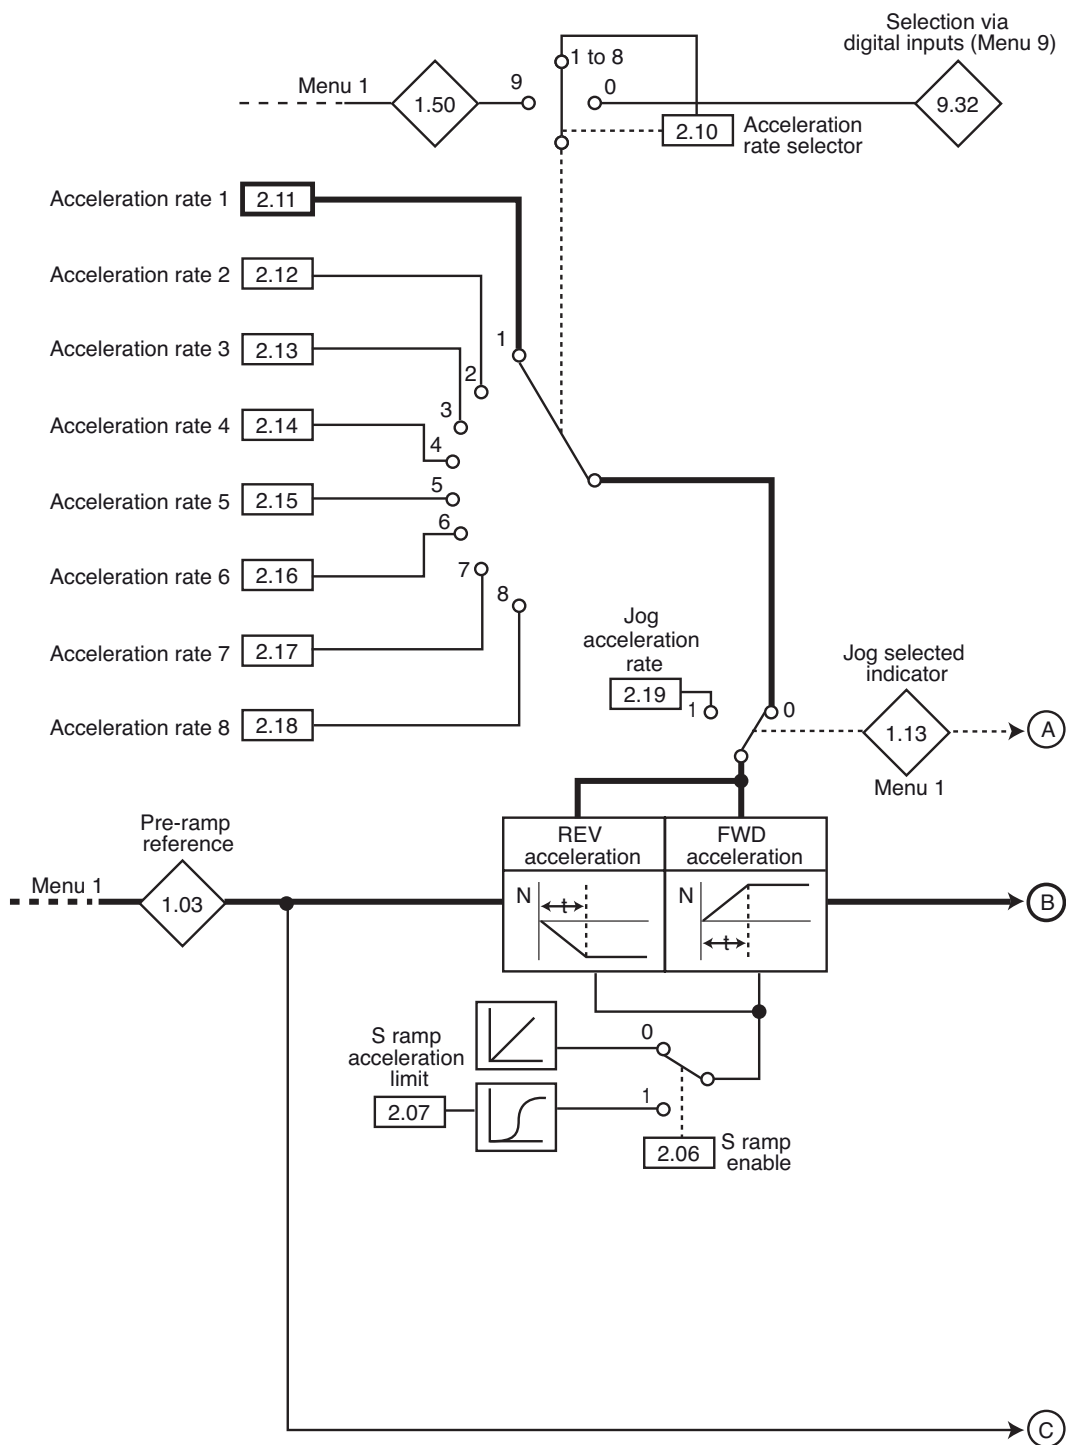 Selection via
digital inputs (Menu 9)
1 to 8
Menu 1
1.50
9
0
9.32
2.10
Acceleration
rate selector
Acceleration rate 1
2.11
Acceleration rate 2
2.12
Acceleration rate 3
2.13
Acceleration rate 4
2.14
Acceleration rate 5
2.15
Acceleration rate 6
2.16
Acceleration rate 7
2.17
Acceleration rate 8
2.18
1
2
3
4
5
6
7
8
Jog
acceleration
rate
2.19
1
0
Jog selected
indicator
1.13
Menu 1
A
Pre-ramp
reference
Menu 1
1.03
REV
acceleration
N
t
FWD
acceleration
N
t
B
S ramp
acceleration
limit
2.07
0
1
2.06
S ramp
enable
C